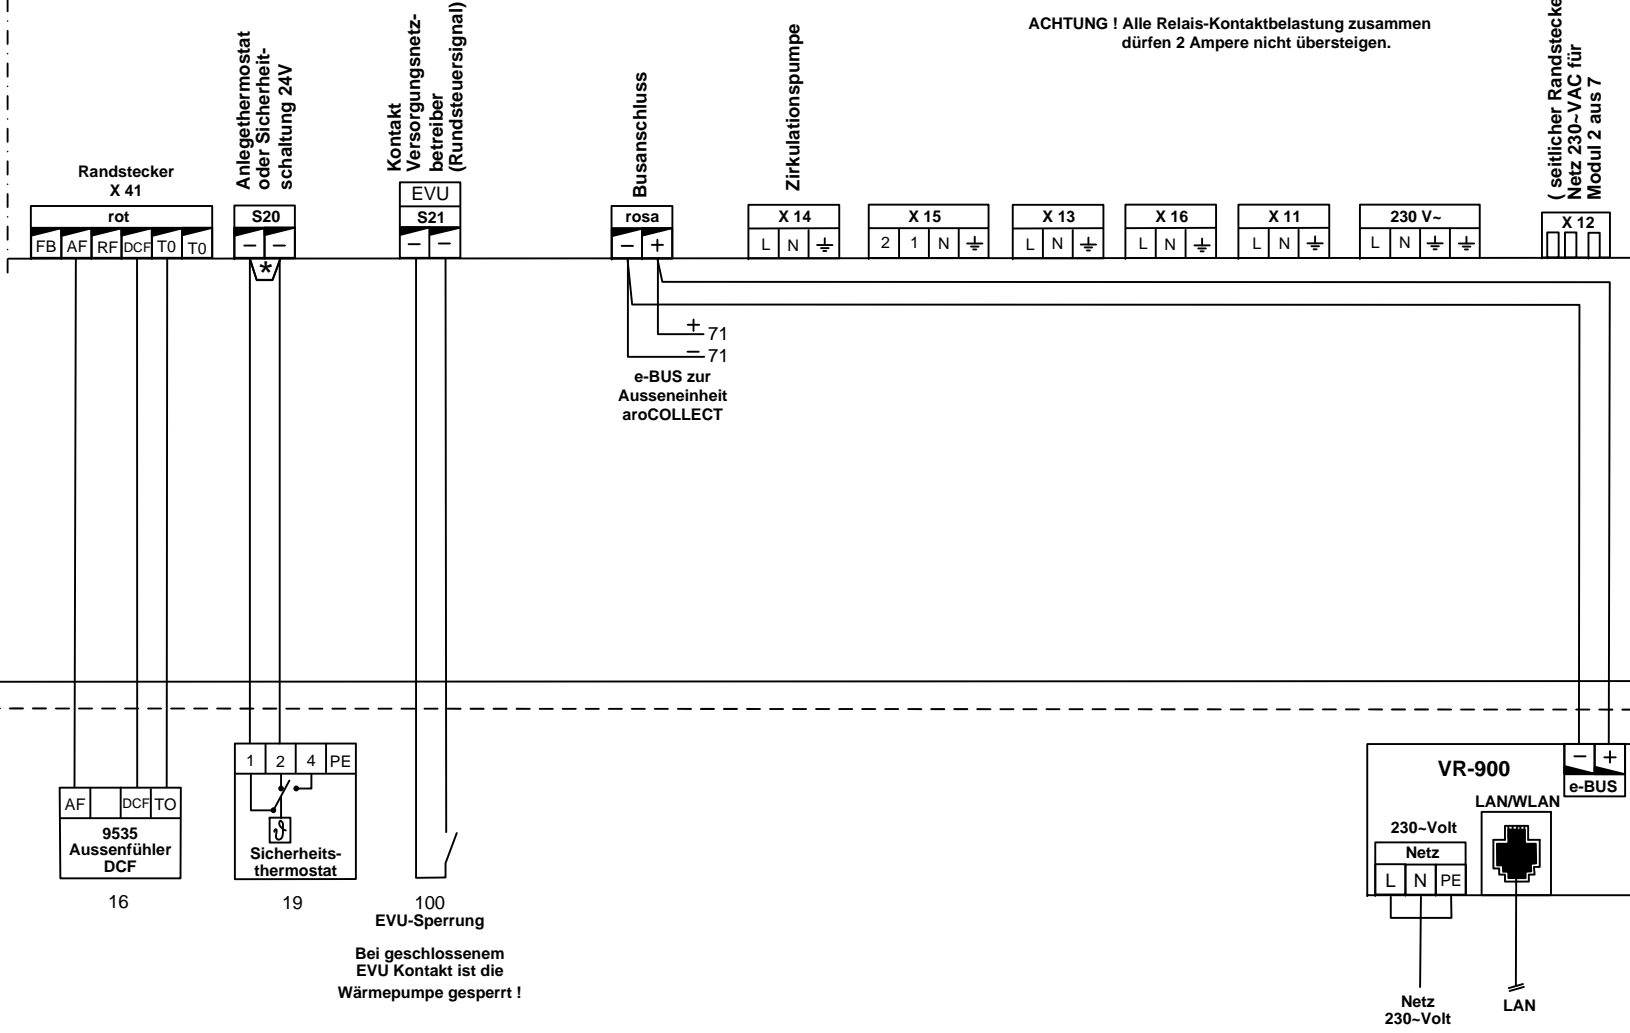 ACHTUNG ! Alle Relais-Kontaktbelastung zusammen
dürfen 2 Ampere nicht übersteigen.
Randstecker
X 41
rot
FB AF RF DCF T0 T0
Anlegethermostat
oder Sicherheit-
schaltung 24V
S20
– –
*
Kontakt
Versorgungsnetz-
betreiber
(Rundsteuersignal)
EVU
S21
– –
Busanschluss
rosa
– +
Zirkulationspumpe
X 14
L N
X 15
2 1 N
X 13
L N
X 16
L N
X 11
L N
230 V~
L N
( seitlicher Randstecke
Netz 230~VAC für
Modul 2 aus 7
X 12
+ 71
– 71
e-BUS zur
Ausseneinheit
aroCOLLECT
AF DCF TO
9535
Aussenfühler
DCF
16
1 2 4 PE
Sicherheits-
thermostat
19
100
EVU-Sperrung
Bei geschlossenem
EVU Kontakt ist die
Wärmepumpe gesperrt !
VR-900
– +
e-BUS
LAN/WLAN
230~Volt
Netz
L N PE
Netz
230~Volt
LAN